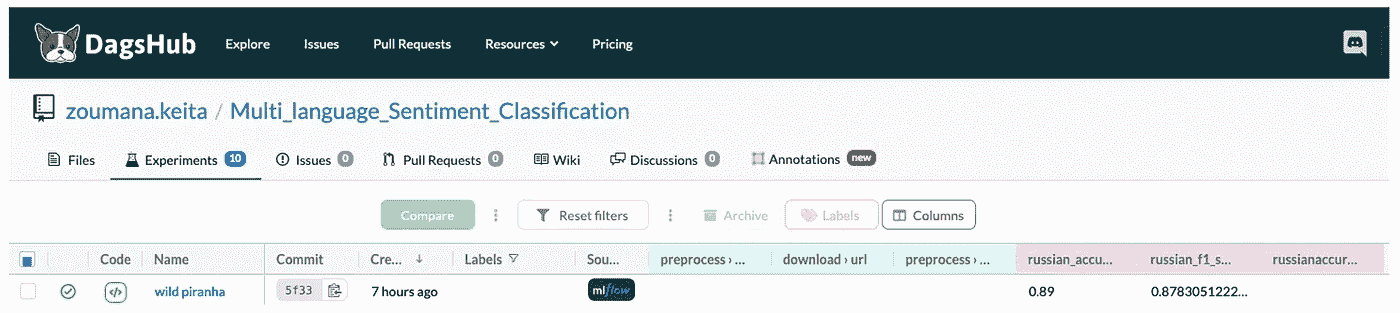 DagsHub Explore Issues Pull Requests Resources Pricing
zoumana.keita / Multi_language_Sentiment_Classification
Files Experiments 10 Issues 0 Pull Requests 0 Wiki Discussions 0 Annotations new
Compare Reset filters Archive Labels Columns
Code Name Commit Cre... ↓ Labels Sou... preprocess › ... download › url preprocess › ... russian_accu... russian_f1_s... russianaccur...
</> wild piranha 5f33 7 hours ago mlflow 0.89 0.8783051222...